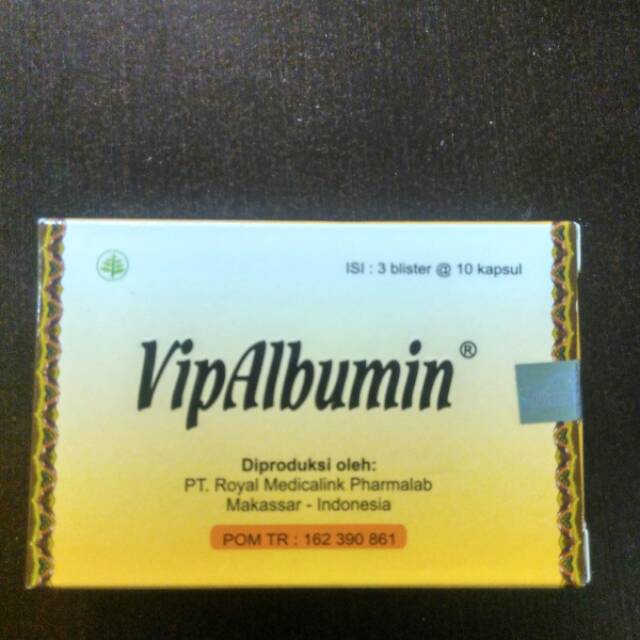 ISI : 3 blister @ 10 kapsul
VipAlbumin®
Diproduksi oleh:
PT. Royal Medicalink Pharmalab
Makassar - Indonesia
POM TR : 162 390 861